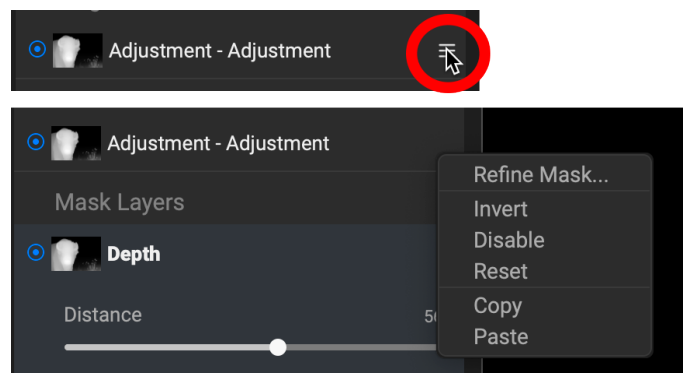 Adjustment - Adjustment
Adjustment - Adjustment
Mask Layers
Depth
Distance
Refine Mask...
Invert
Disable
Reset
Copy
Paste